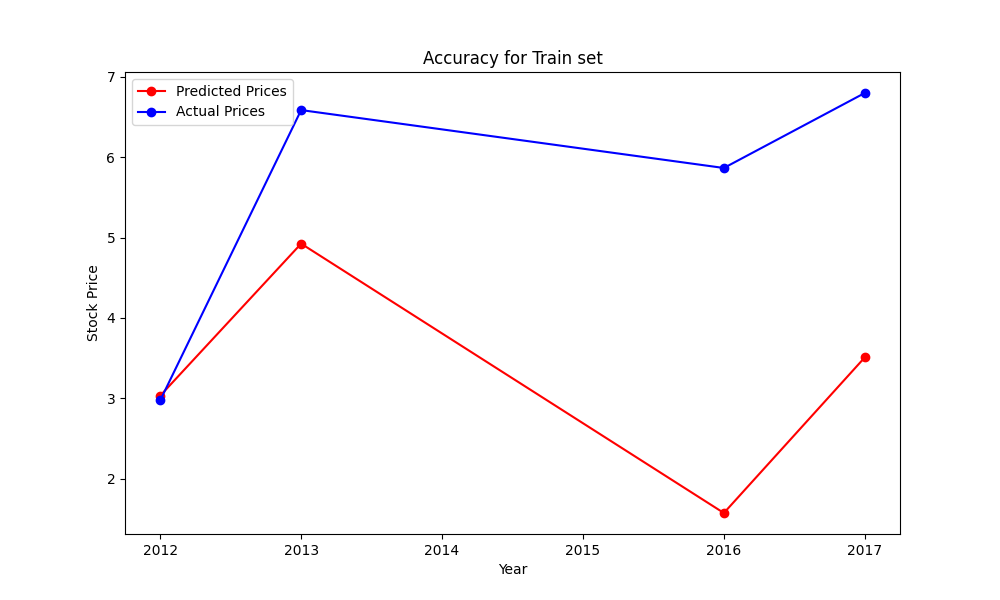 Accuracy for Train set
Predicted Prices
Actual Prices
7
6
5
4
3
2
Stock Price
2012 2013 2014 2015 2016 2017
Year